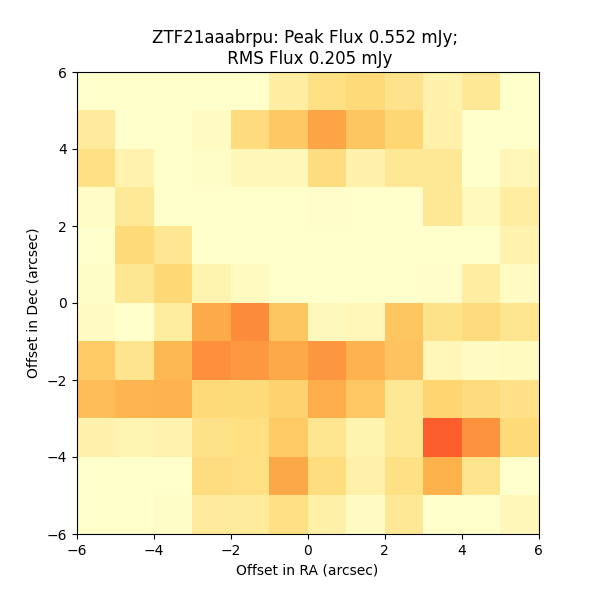 ZTF21aaabrpu: Peak Flux 0.552 mJy;
RMS Flux 0.205 mJy
6
4
2
0
−2
−4
−6
Offset in Dec (arcsec)
−6 −4 −2 0 2 4 6
Offset in RA (arcsec)